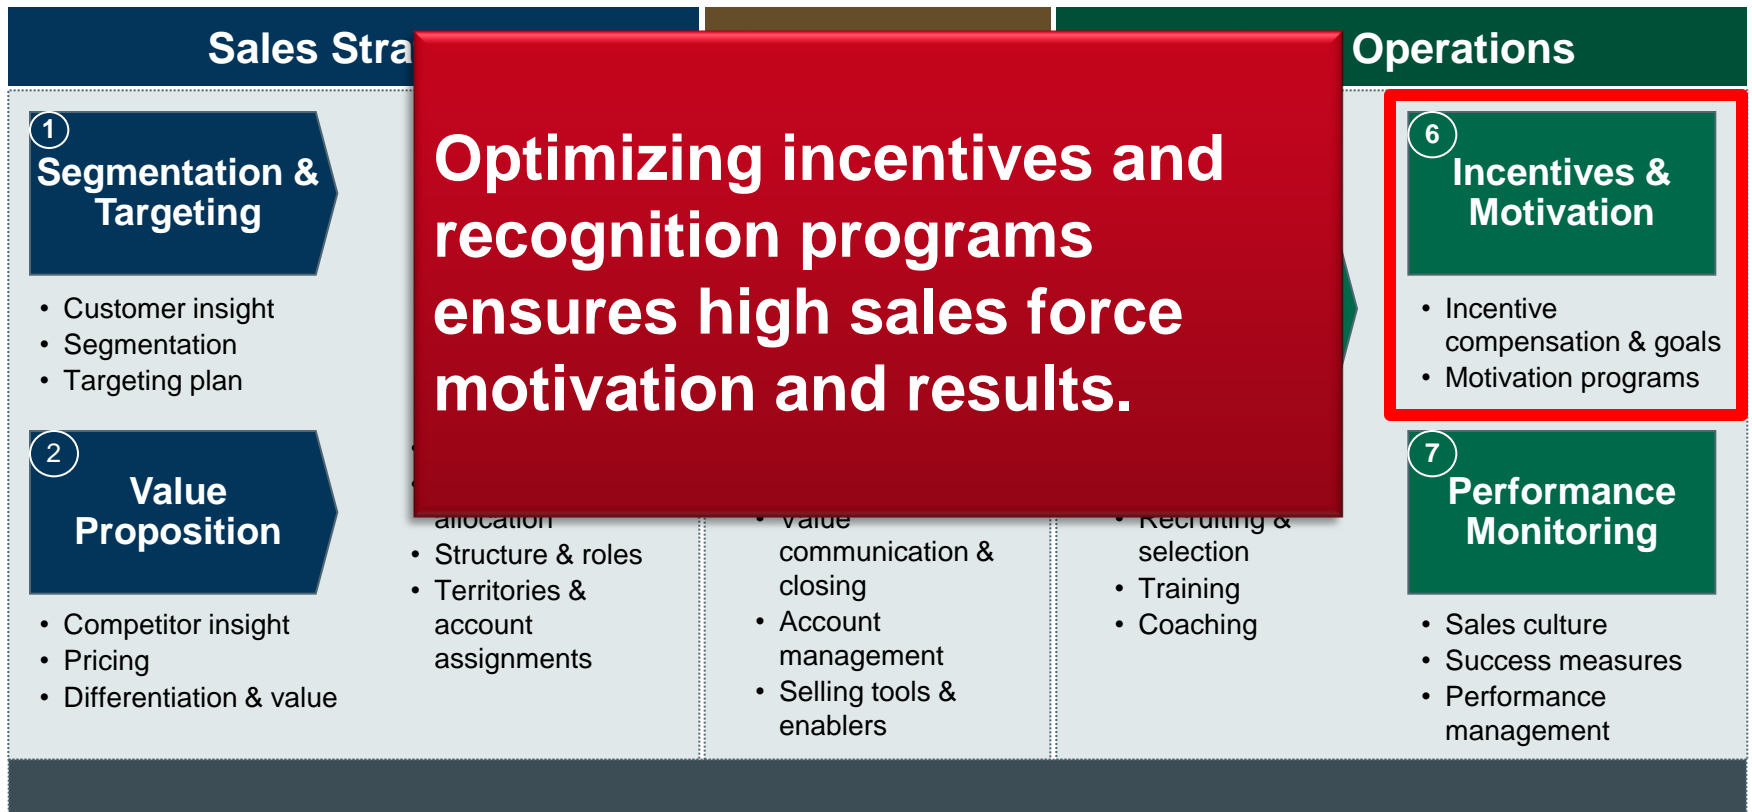 Sales Stra
Operations
1
Segmentation &
Targeting
• Customer insight
• Segmentation
• Targeting plan
2
Value
Proposition
• Competitor insight
• Pricing
• Differentiation & value
Optimizing incentives and
recognition programs
ensures high sales force
motivation and results.
allocation
• Structure & roles
• Territories &
account
assignments
• Value
communication &
closing
• Account
management
• Selling tools &
enablers
• Recruiting &
selection
• Training
• Coaching
6
Incentives &
Motivation
• Incentive
compensation & goals
• Motivation programs
7
Performance
Monitoring
• Sales culture
• Success measures
• Performance
management